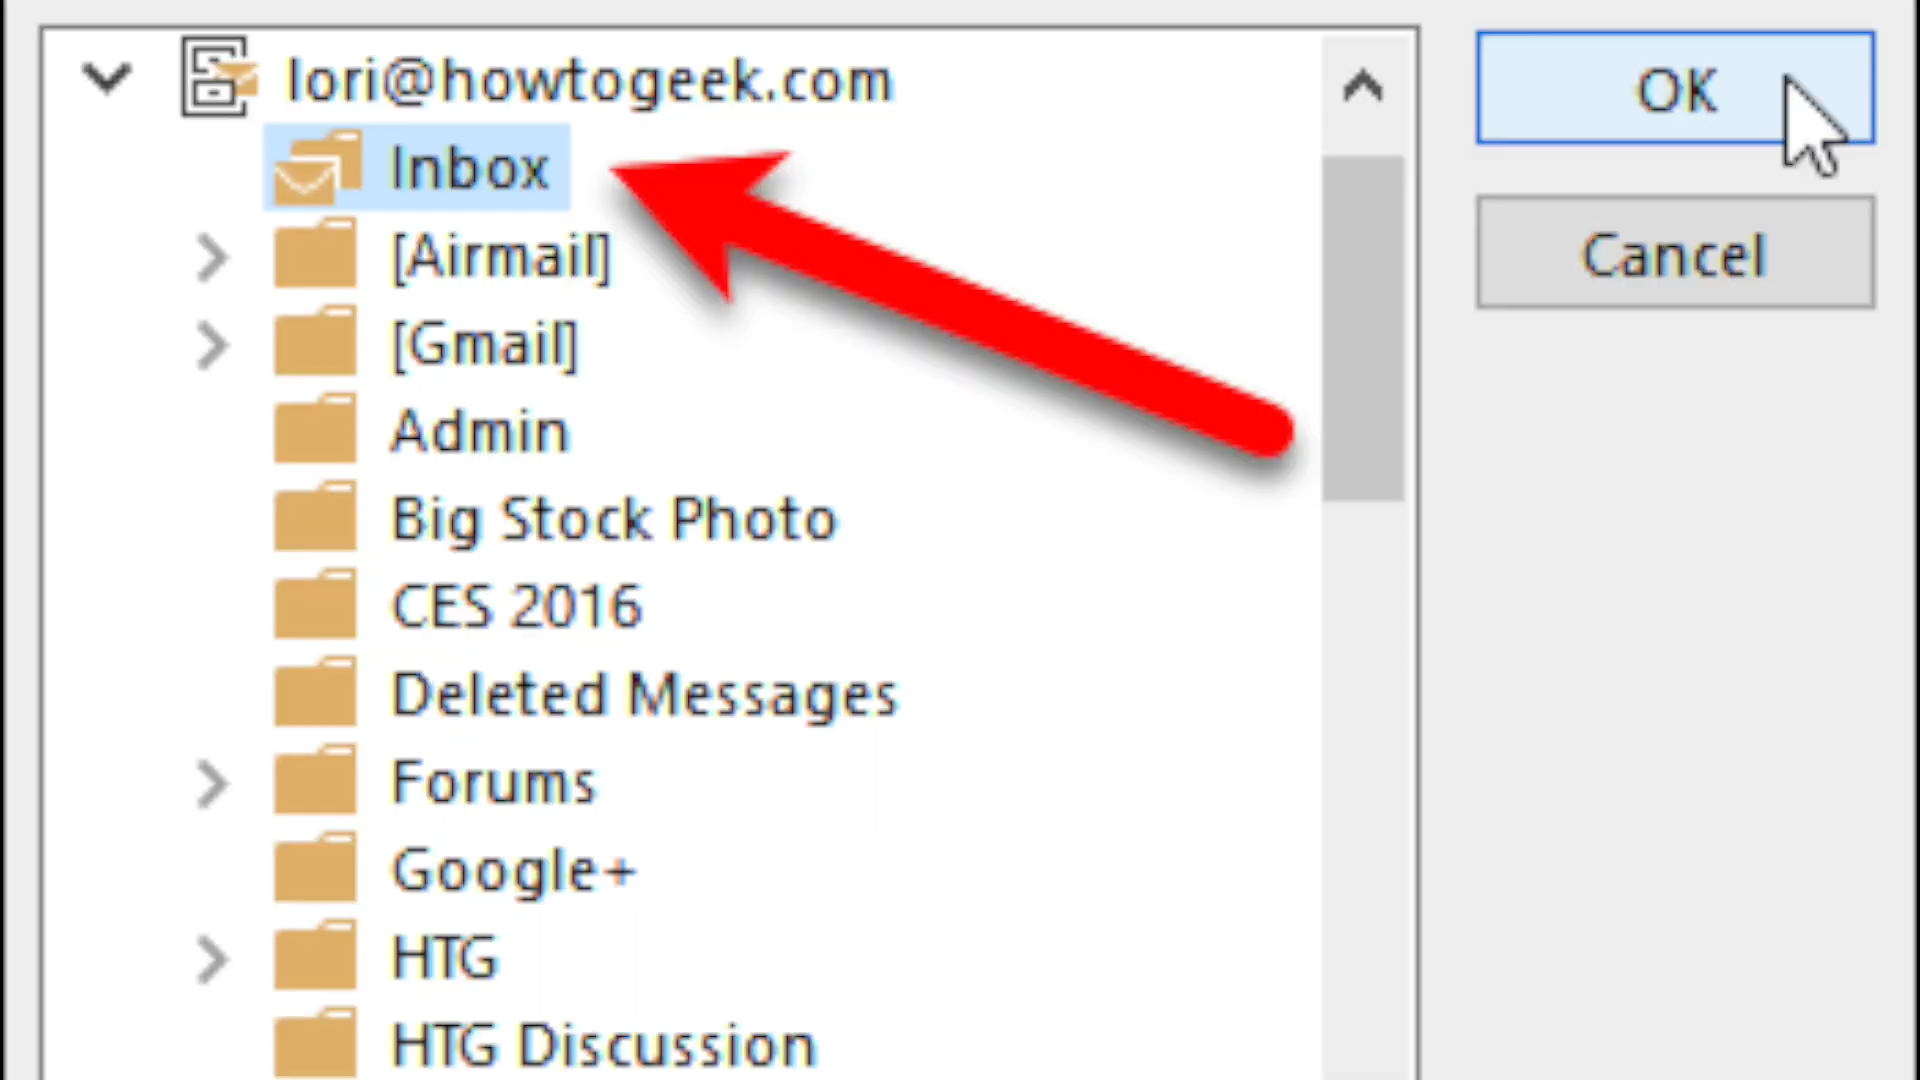 lori@howtogeek.com
OK
Inbox
[Airmail]
Cancel
[Gmail]
Admin
Big Stock Photo
CES 2016
Deleted Messages
Forums
Google+
HTG
HTG Discussion